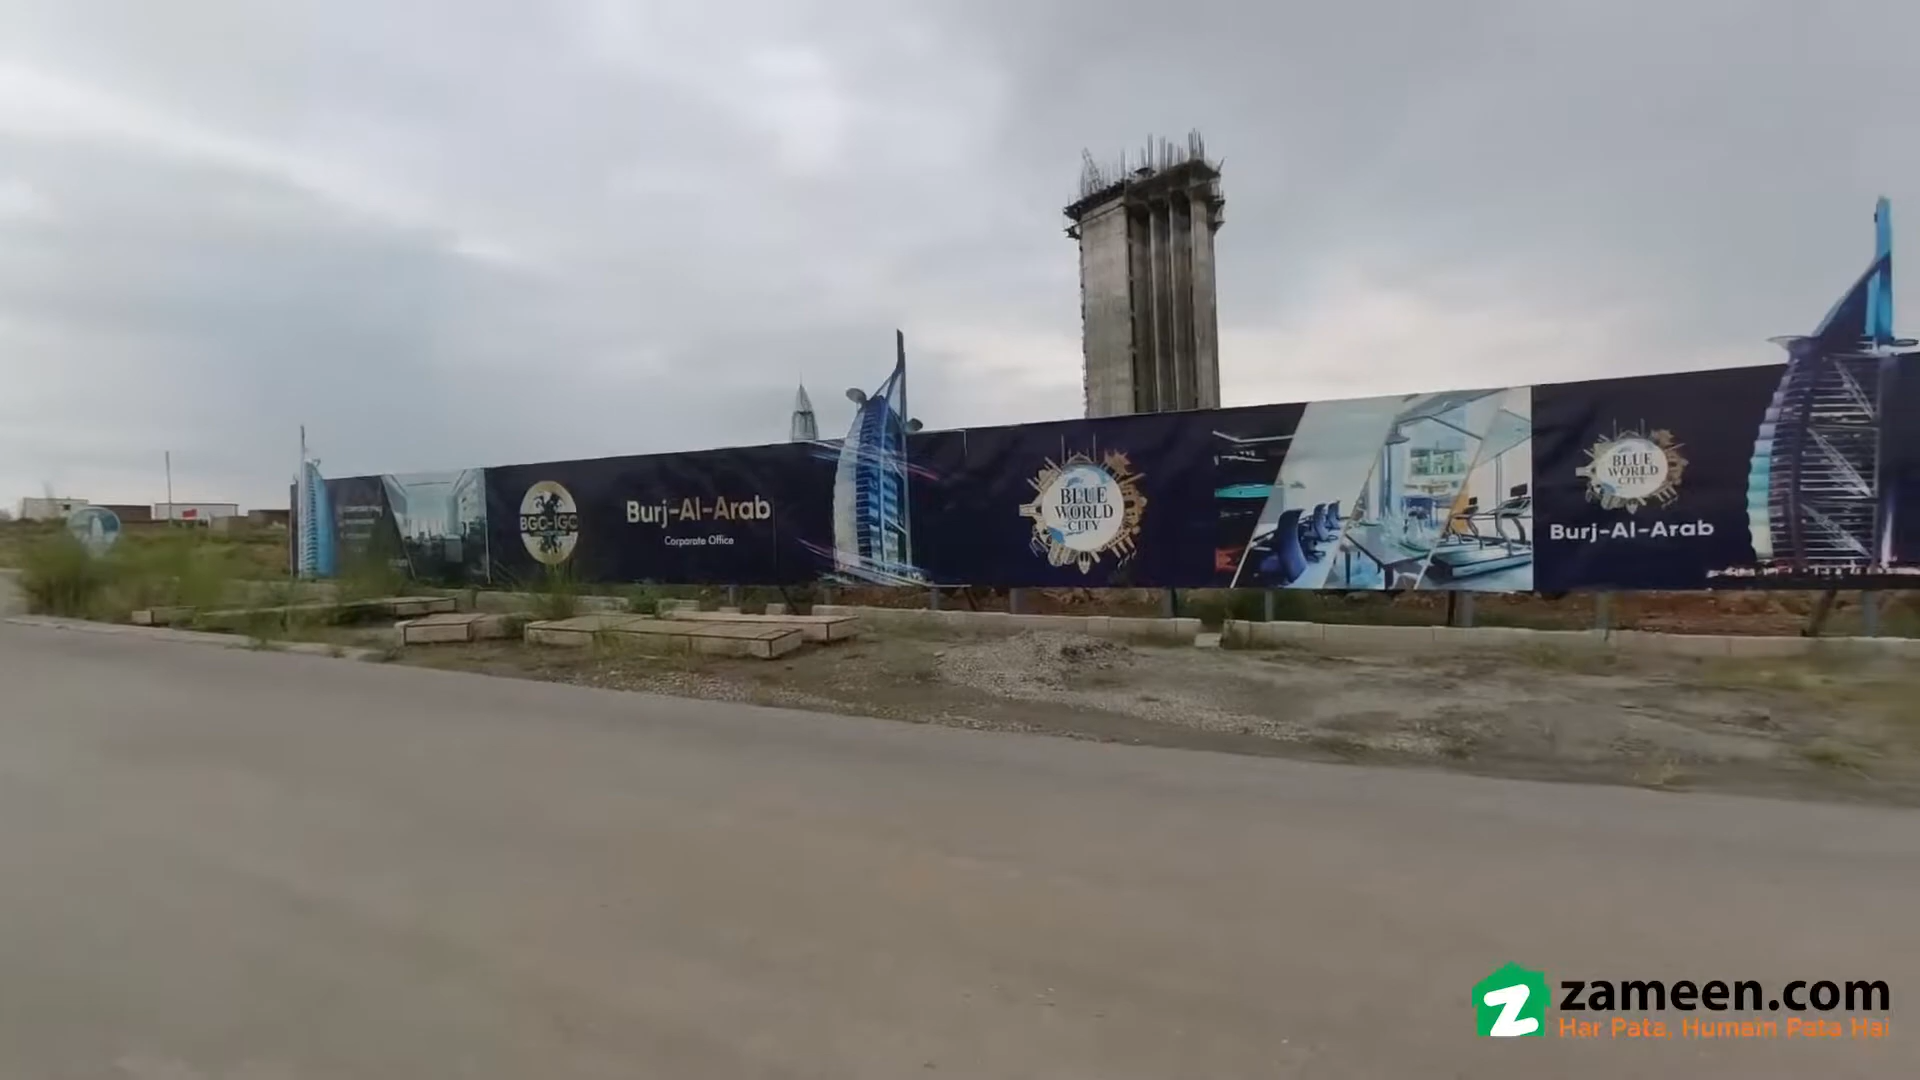 BGC-IGC
Burj-Al-Arab
Corporate Office
BLUE
WORLD
CITY
BLUE
WORLD
CITY
Burj-Al-Arab
zameen.com
Har Pata, Humein Pata Hai